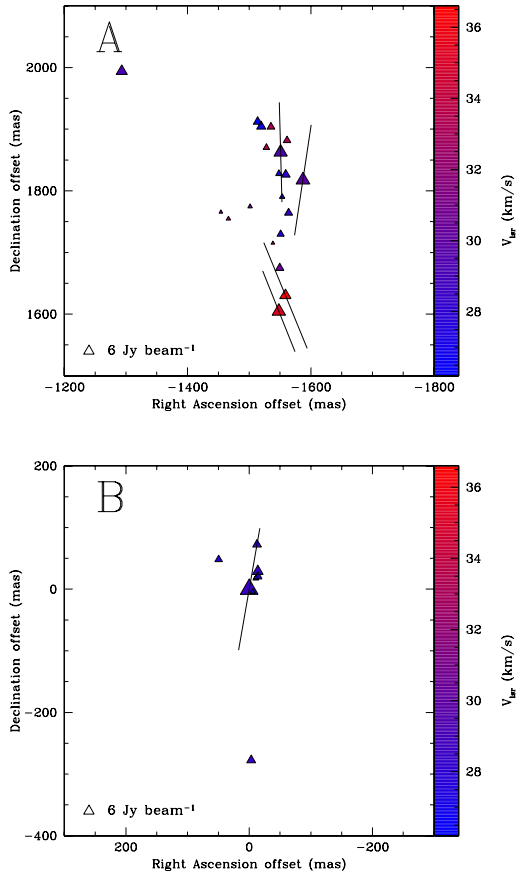 A
2000
1800
1600
Declination offset (mas)
△ 6 Jy beam⁻¹
−1200 −1400 −1600 −1800
Right Ascension offset (mas)
36
34
32
30
28
V_lsr (km/s)
B
200
0
−200
−400
Declination offset (mas)
△ 6 Jy beam⁻¹
200 0 −200
Right Ascension offset (mas)
36
34
32
30
28
V_lsr (km/s)